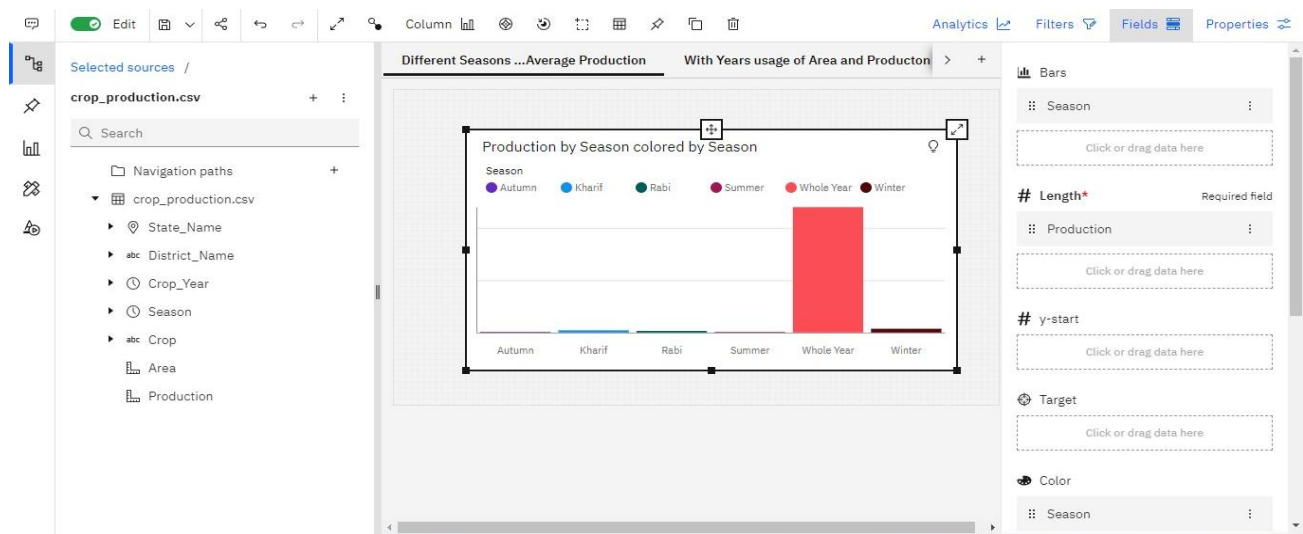 Edit
Column
Analytics
Filters
Fields
Properties
Selected sources /
crop_production.csv
Search
Navigation paths
crop_production.csv
State_Name
abc District_Name
Crop_Year
Season
abc Crop
Area
Production
Different Seasons ...Average Production
With Years usage of Area and Producton
Production by Season colored by Season
Season
Autumn Kharif Rabi Summer Whole Year Winter
Autumn Kharif Rabi Summer Whole Year Winter
Bars
Season
Click or drag data here
# Length* Required field
Production
Click or drag data here
# y-start
Click or drag data here
Target
Click or drag data here
Color
Season